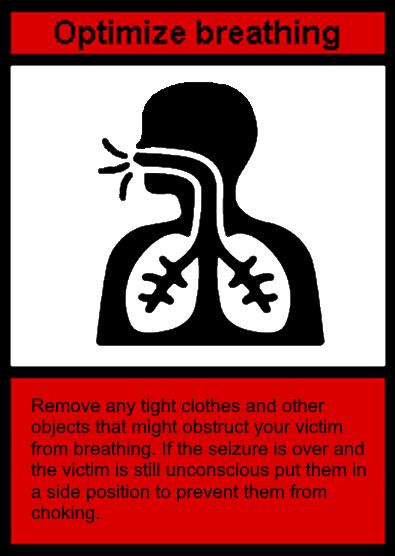 Optimize breathing
Remove any tight clothes and other
objects that might obstruct your victim
from breathing. If the seizure is over and
the victim is still unconscious put them in
a side position to prevent them from
choking.